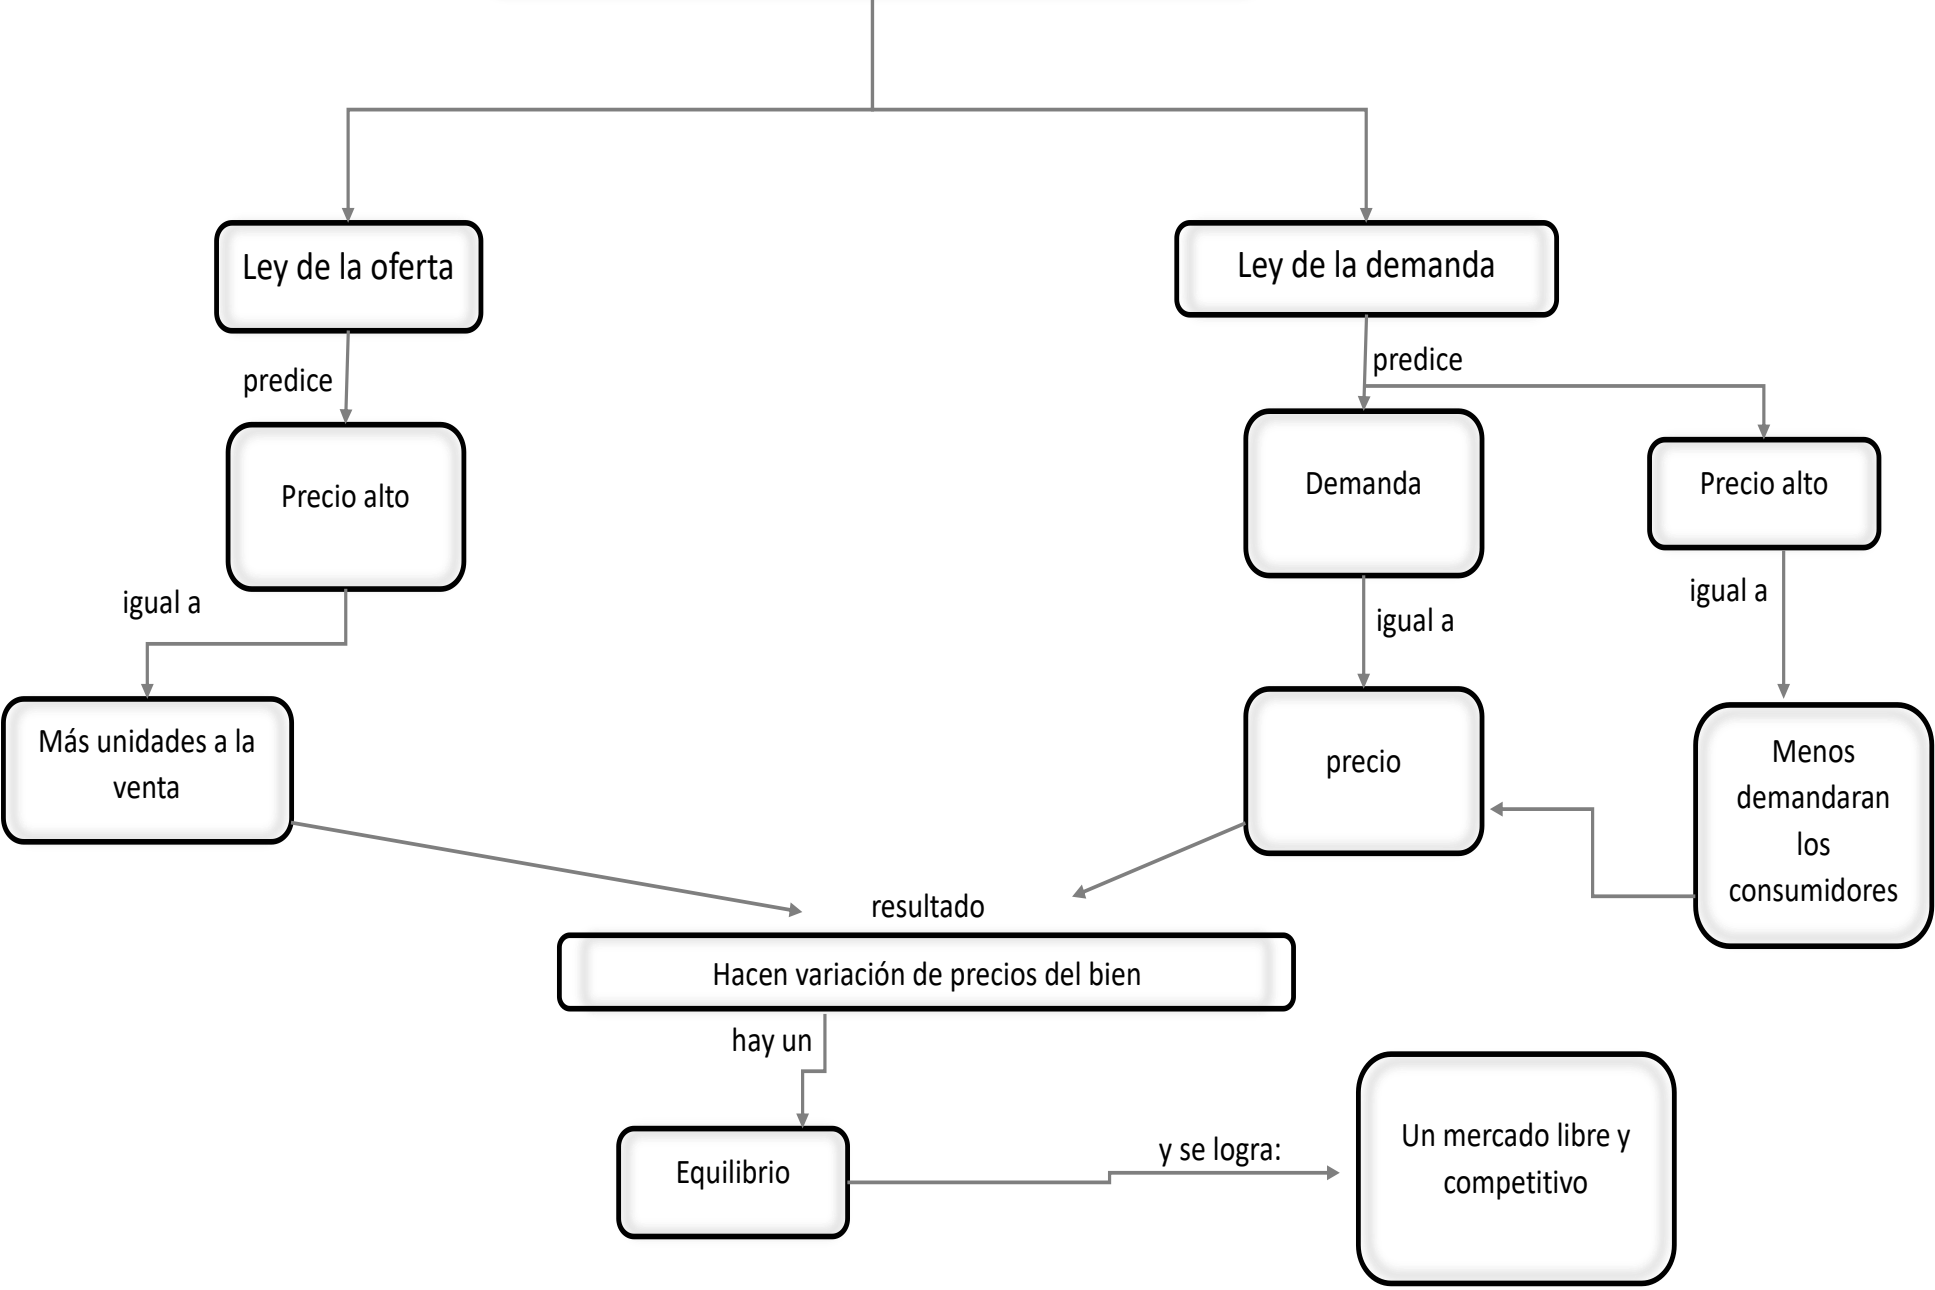 Ley de la oferta
Ley de la demanda
predice
predice
Precio alto
Demanda
Precio alto
igual a
igual a
igual a
Más unidades a la
venta
precio
Menos
demandaran
los
consumidores
resultado
Hacen variación de precios del bien
hay un
Equilibrio
y se logra:
Un mercado libre y
competitivo